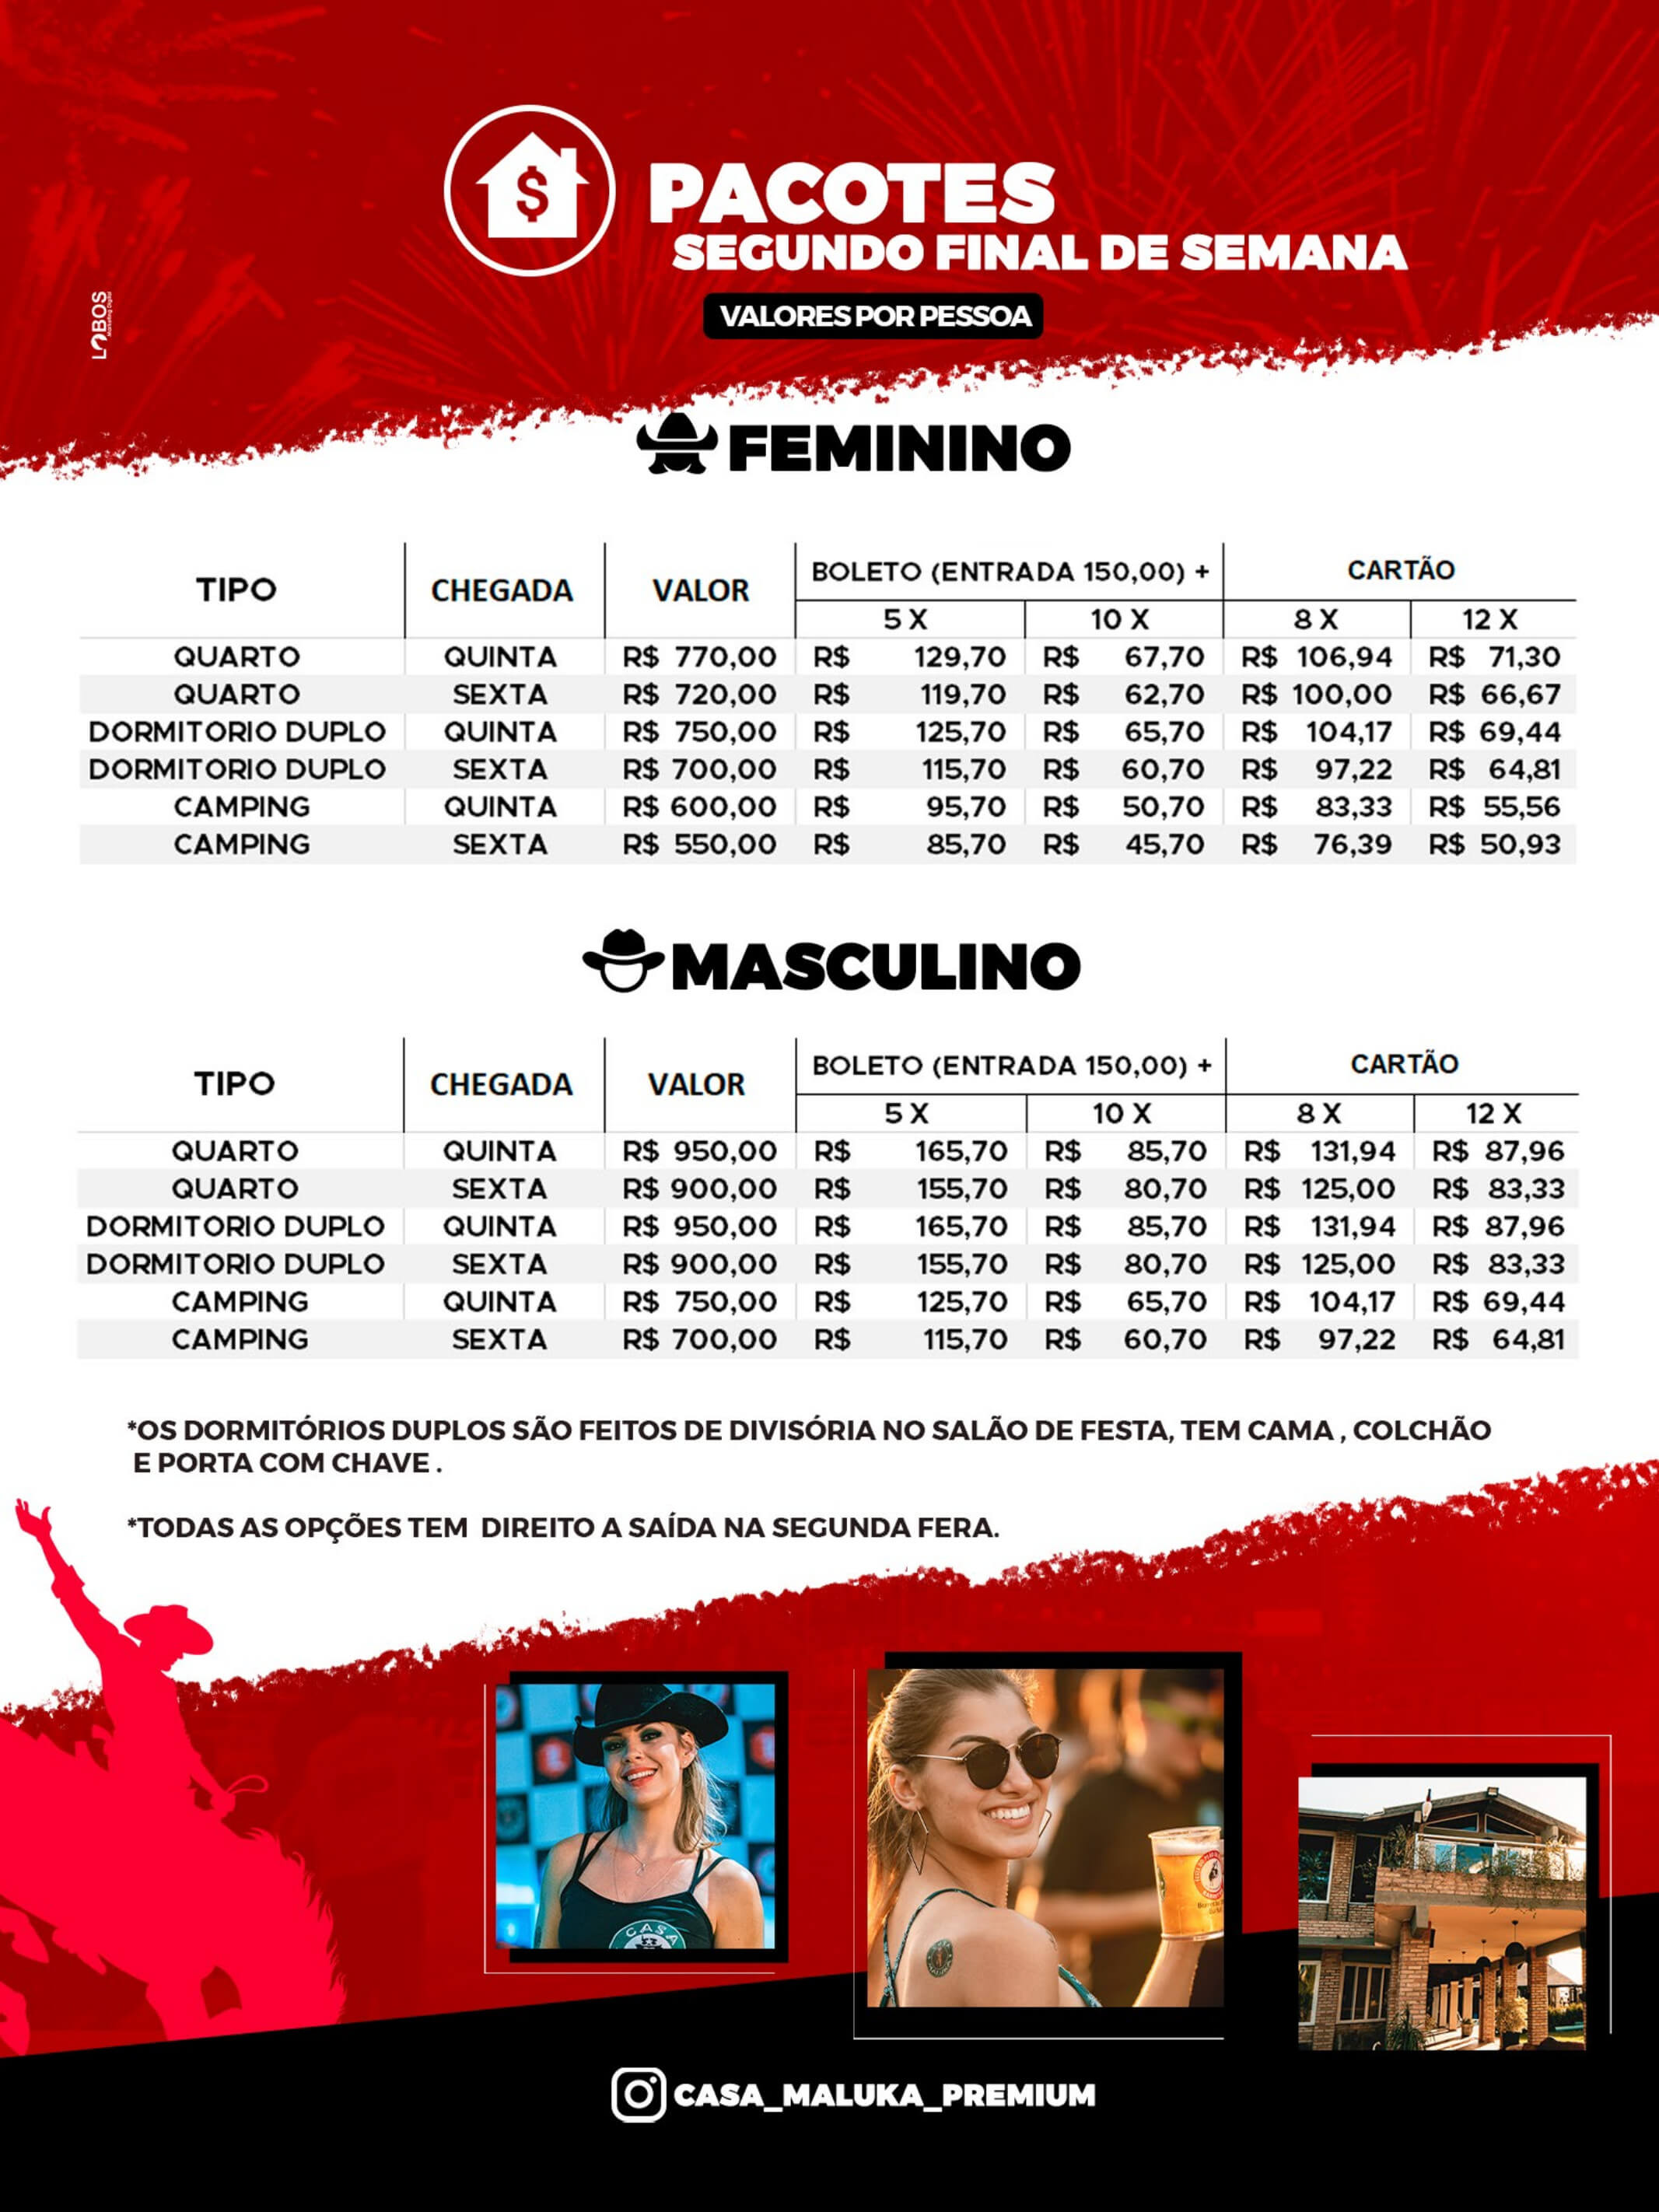 PACOTES
SEGUNDO FINAL DE SEMANA
VALORES POR PESSOA
LOBOS
Marketing Digital
FEMININO
TIPO CHEGADA VALOR BOLETO (ENTRADA 150,00) + CARTÃO
5 X 10 X 8 X 12 X
QUARTO QUINTA R$ 770,00 R$ 129,70 R$ 67,70 R$ 106,94 R$ 71,30
QUARTO SEXTA R$ 720,00 R$ 119,70 R$ 62,70 R$ 100,00 R$ 66,67
DORMITORIO DUPLO QUINTA R$ 750,00 R$ 125,70 R$ 65,70 R$ 104,17 R$ 69,44
DORMITORIO DUPLO SEXTA R$ 700,00 R$ 115,70 R$ 60,70 R$ 97,22 R$ 64,81
CAMPING QUINTA R$ 600,00 R$ 95,70 R$ 50,70 R$ 83,33 R$ 55,56
CAMPING SEXTA R$ 550,00 R$ 85,70 R$ 45,70 R$ 76,39 R$ 50,93
MASCULINO
TIPO CHEGADA VALOR BOLETO (ENTRADA 150,00) + CARTÃO
5 X 10 X 8 X 12 X
QUARTO QUINTA R$ 950,00 R$ 165,70 R$ 85,70 R$ 131,94 R$ 87,96
QUARTO SEXTA R$ 900,00 R$ 155,70 R$ 80,70 R$ 125,00 R$ 83,33
DORMITORIO DUPLO QUINTA R$ 950,00 R$ 165,70 R$ 85,70 R$ 131,94 R$ 87,96
DORMITORIO DUPLO SEXTA R$ 900,00 R$ 155,70 R$ 80,70 R$ 125,00 R$ 83,33
CAMPING QUINTA R$ 750,00 R$ 125,70 R$ 65,70 R$ 104,17 R$ 69,44
CAMPING SEXTA R$ 700,00 R$ 115,70 R$ 60,70 R$ 97,22 R$ 64,81
*OS DORMITÓRIOS DUPLOS SÃO FEITOS DE DIVISÓRIA NO SALÃO DE FESTA, TEM CAMA , COLCHÃO
E PORTA COM CHAVE .
*TODAS AS OPÇÕES TEM DIREITO A SAÍDA NA SEGUNDA FERA.
CASA
CASA_MALUKA_PREMIUM